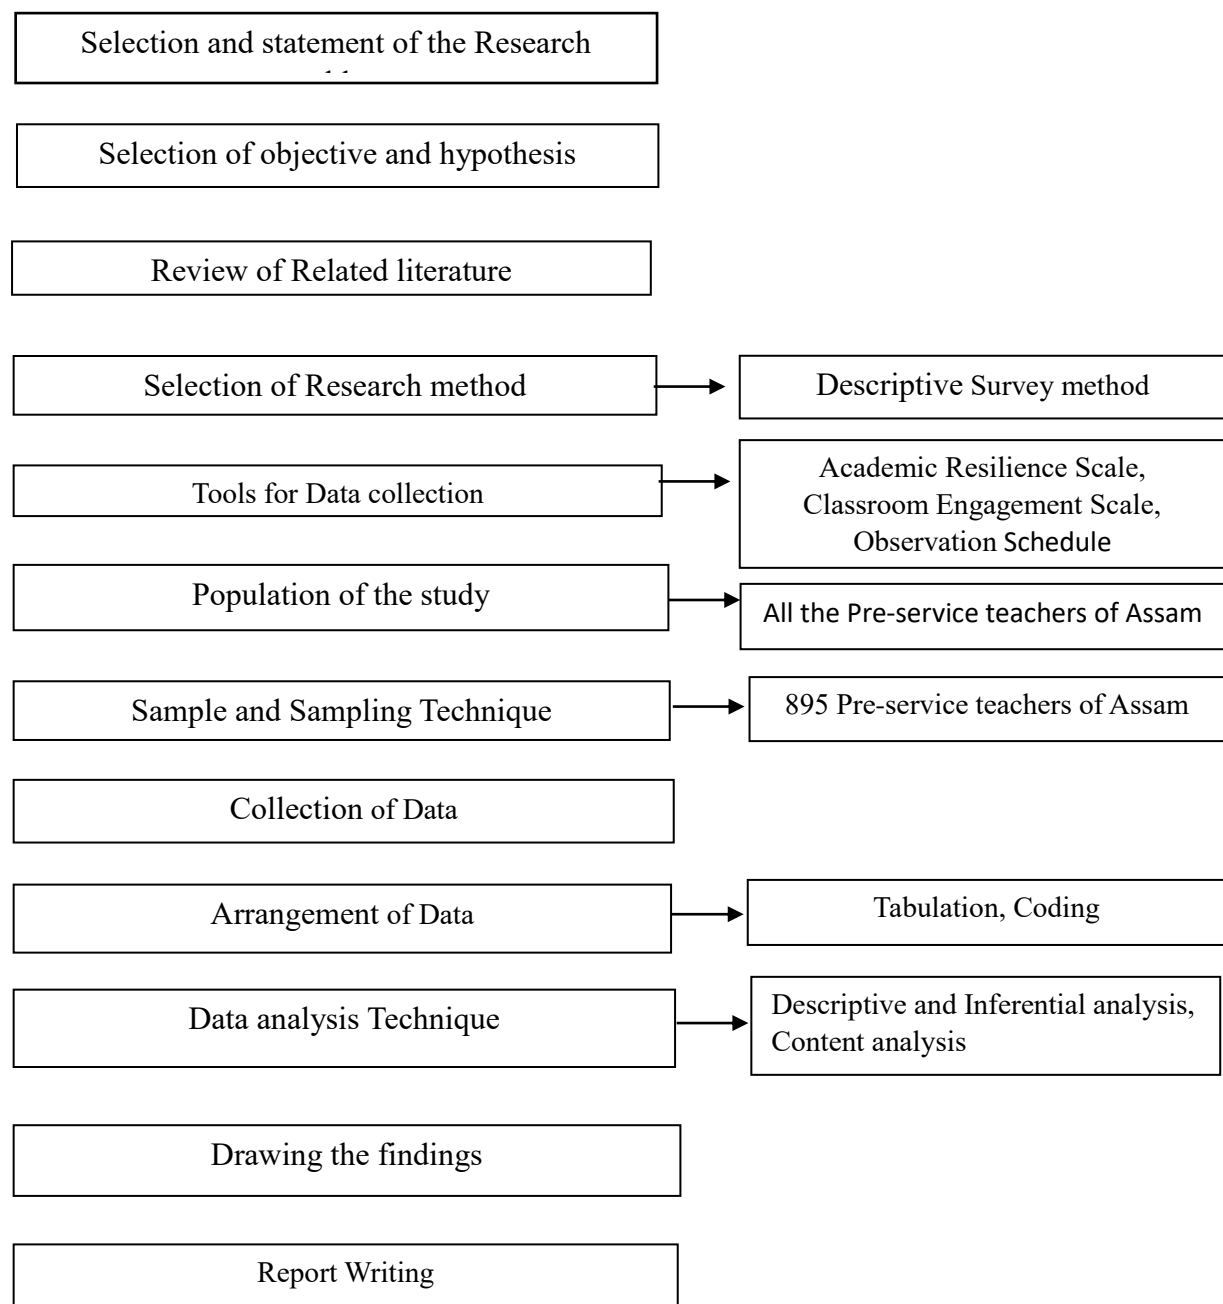 Selection and statement of the Research
Selection of objective and hypothesis
Review of Related literature
Selection of Research method
Descriptive Survey method
Tools for Data collection
Academic Resilience Scale,
Classroom Engagement Scale,
Observation Schedule
Population of the study
All the Pre-service teachers of Assam
Sample and Sampling Technique
895 Pre-service teachers of Assam
Collection of Data
Arrangement of Data
Tabulation, Coding
Data analysis Technique
Descriptive and Inferential analysis,
Content analysis
Drawing the findings
Report Writing